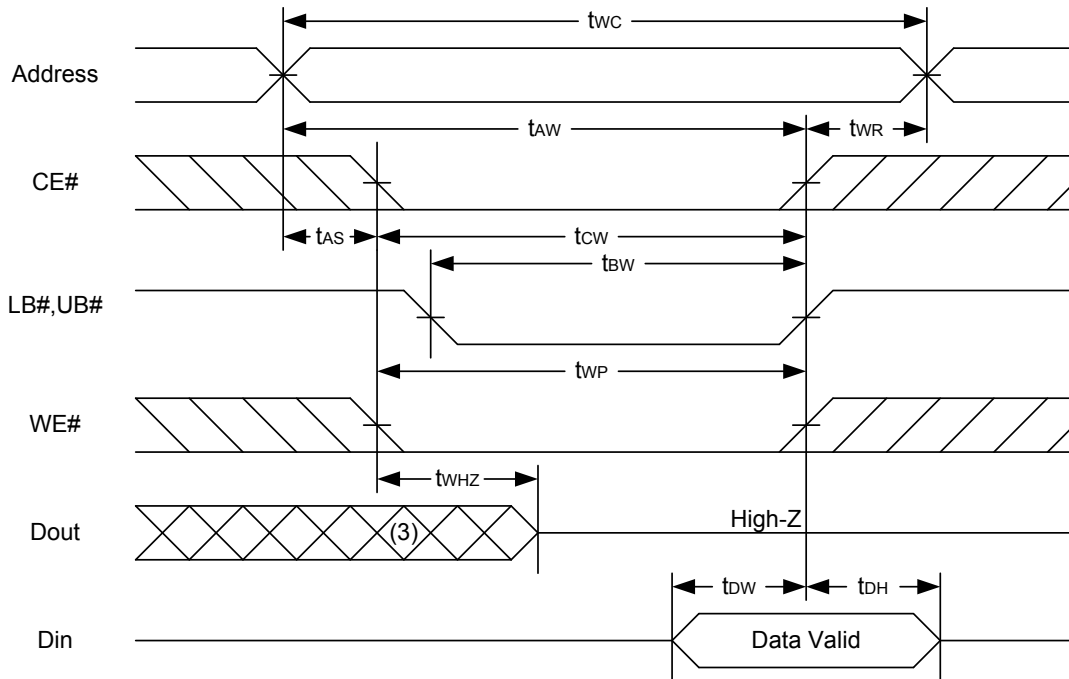 tWC
Address
tAW
tWR
CE#
tAS
tCW
tBW
LB#,UB#
tWP
WE#
tWHZ
Dout
(3)
High-Z
tDW
tDH
Din
Data Valid